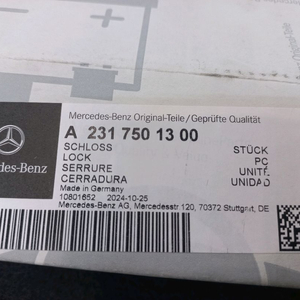 Mercedes-Benz Original-Teile/Geprüfte Qualität
A 231 750 13 00
SCHLOSS STÜCK
LOCK PC
SERRURE UNITÉ
CERRADURA UNIDAD
Made in Germany
10801652 2024-10-25
Mercedes-Benz AG, Mercedesstr 120, 70372 Stuttgart, DE
des-Benz